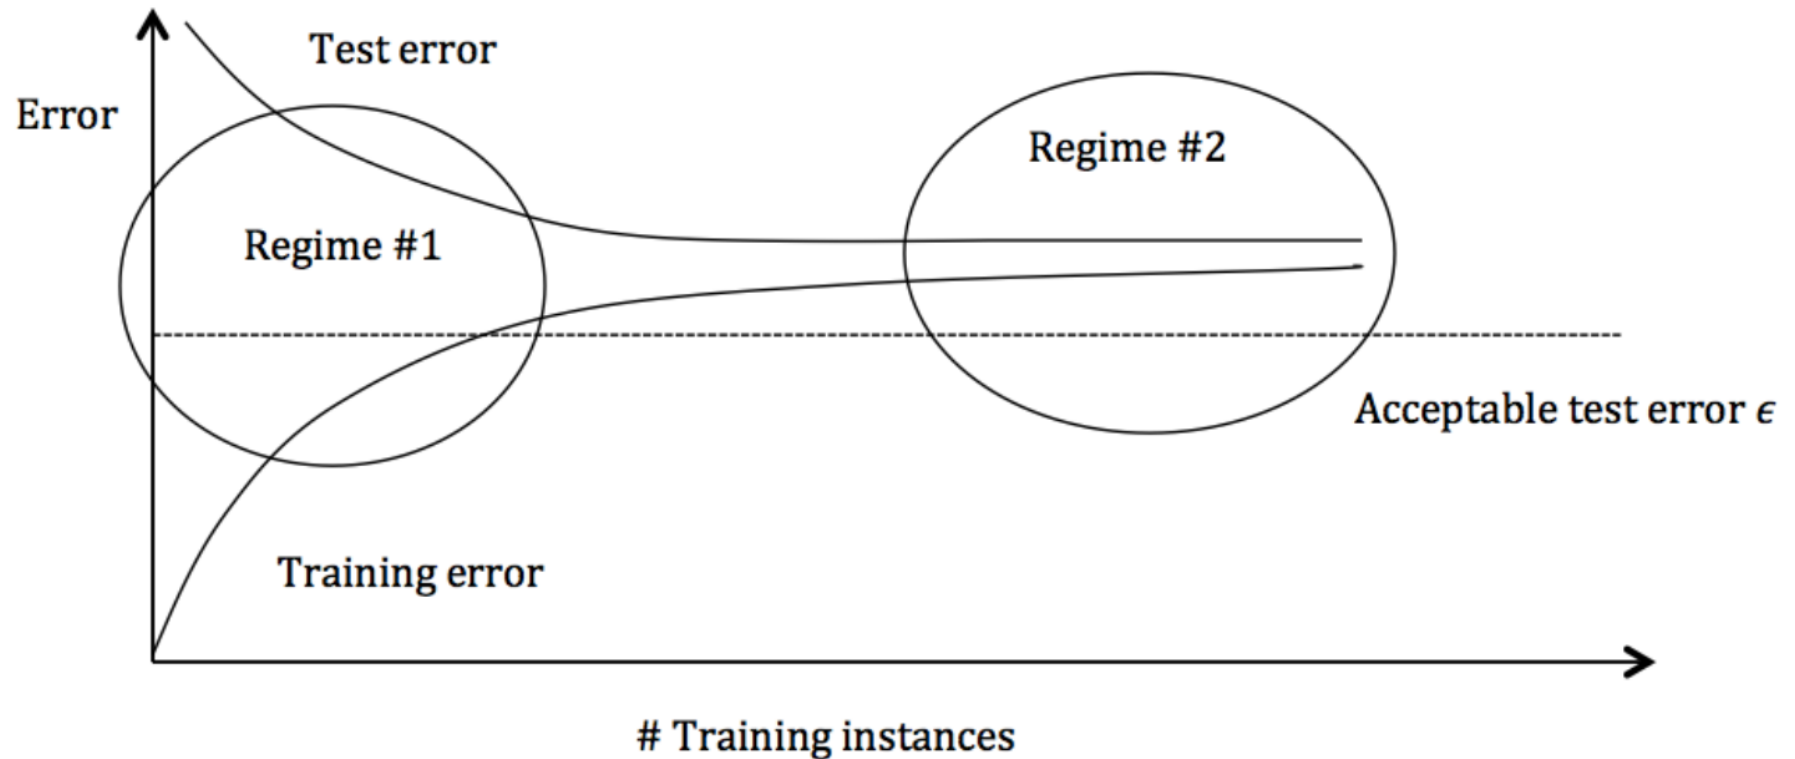 Test error
Error
Regime #2
Regime #1
Acceptable test error ϵ
Training error
# Training instances